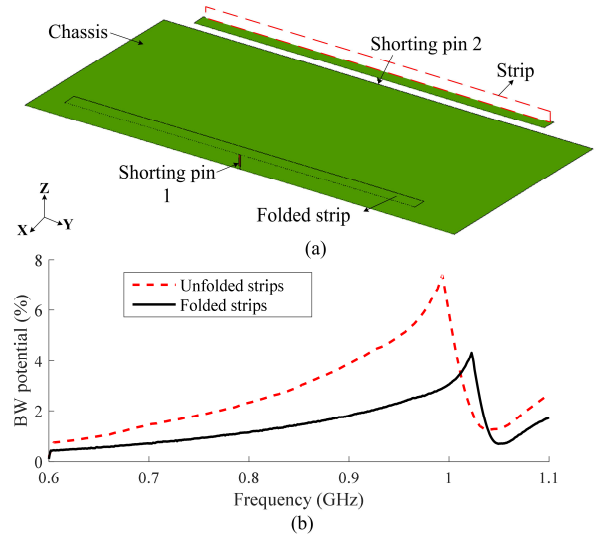 Chassis
Shorting pin 2
Strip
Shorting pin
1
Folded strip
Z
X
Y
(a)
8
6
4
2
0
BW potential (%)
Unfolded strips
Folded strips
0.6
0.7
0.8
0.9
1
1.1
Frequency (GHz)
(b)